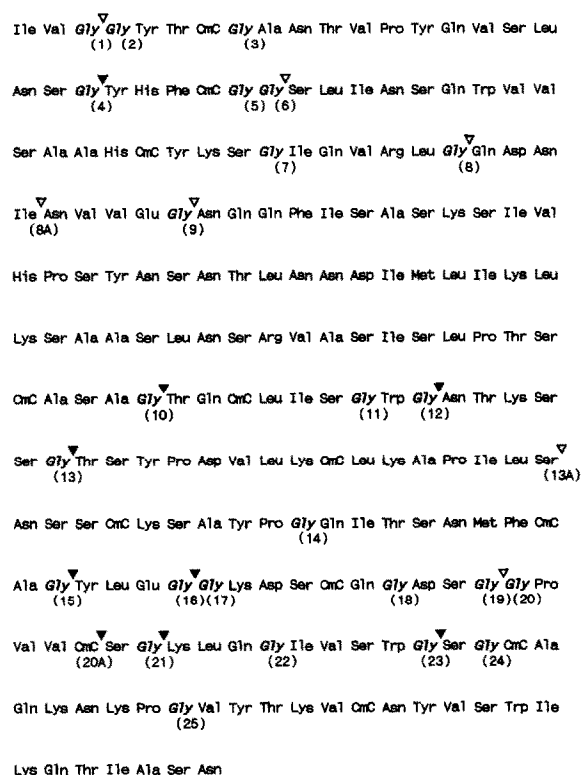 Ile Val Gly Gly Tyr Thr CmC Gly Ala Asn Thr Val Pro Tyr Gln Val Ser Leu
(1) (2) (3)
Asn Ser Gly Tyr His Phe CmC Gly Gly Ser Leu Ile Asn Ser Gln Trp Val Val
(4) (5) (6)
Ser Ala Ala His CmC Tyr Lys Ser Gly Ile Gln Val Arg Leu Gly Gln Asp Asn
(7) (8)
Ile Asn Val Val Glu Gly Asn Gln Gln Phe Ile Ser Ala Ser Lys Ser Ile Val
(8A) (9)
His Pro Ser Tyr Asn Ser Asn Thr Leu Asn Asn Asp Ile Met Leu Ile Lys Leu
Lys Ser Ala Ala Ser Leu Asn Ser Arg Val Ala Ser Ile Ser Leu Pro Thr Ser
CmC Ala Ser Ala Gly Thr Gln CmC Leu Ile Ser Gly Trp Gly Asn Thr Lys Ser
(10) (11) (12)
Ser Gly Thr Ser Tyr Pro Asp Val Leu Lys CmC Leu Lys Ala Pro Ile Leu Ser
(13) (13A)
Asn Ser Ser CmC Lys Ser Ala Tyr Pro Gly Gln Ile Thr Ser Asn Met Phe CmC
(14)
Ala Gly Tyr Leu Glu Gly Gly Lys Asp Ser CmC Gln Gly Asp Ser Gly Gly Pro
(15) (16) (17) (18) (19) (20)
Val Val CmC Ser Gly Lys Leu Gln Gly Ile Val Ser Trp Gly Ser Gly CmC Ala
(20A) (21) (22) (23) (24)
Gln Lys Asn Lys Pro Gly Val Tyr Thr Lys Val CmC Asn Tyr Val Ser Trp Ile
(25)
Lys Gln Thr Ile Ala Ser Asn